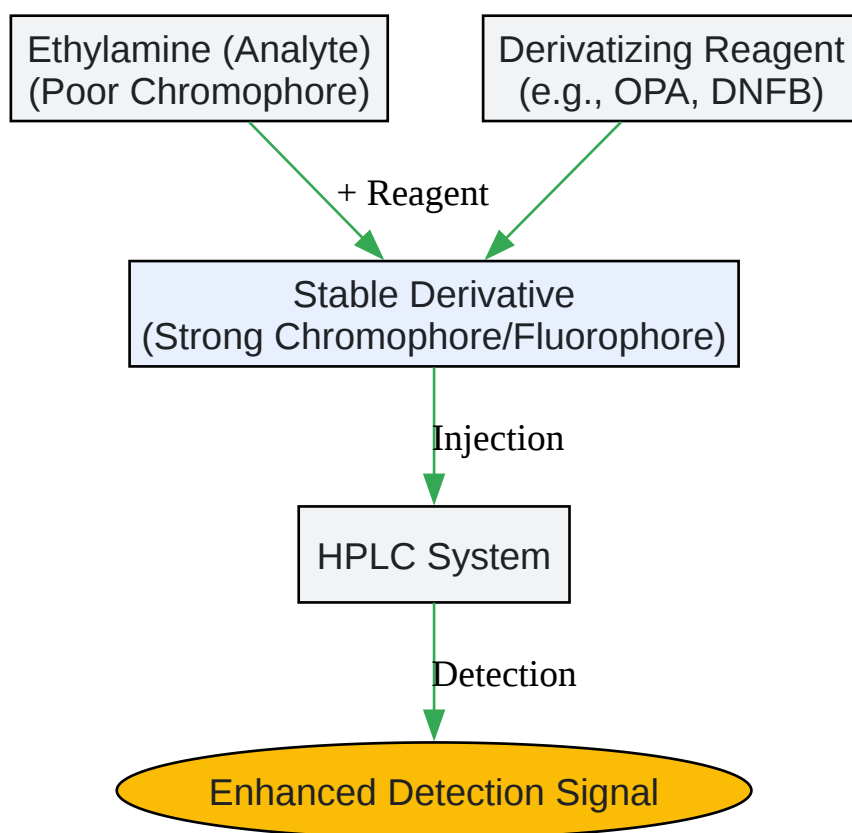 Ethylamine (Analyte)
(Poor Chromophore)
Derivatizing Reagent
(e.g., OPA, DNFB)
+ Reagent
Stable Derivative
(Strong Chromophore/Fluorophore)
Injection
HPLC System
Detection
Enhanced Detection Signal